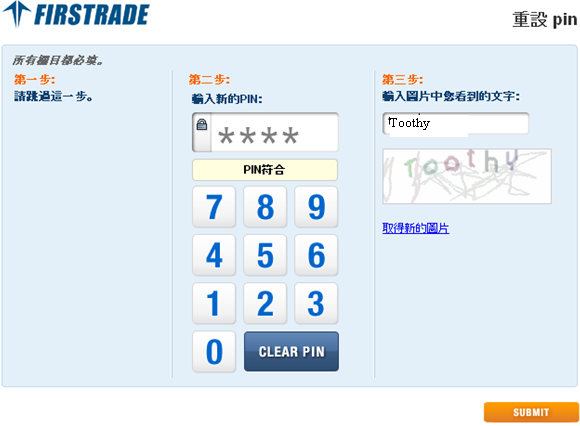 FIRSTRADE
重設 pin
所有欄目都必填。
第一步:
請跳過這一步。
第二步:
輸入新的PIN:
****
PIN符合
7 8 9
4 5 6
1 2 3
0 CLEAR PIN
第三步:
輸入圖片中您看到的文字:
Toothy
Toothy
取得新的圖片
SUBMIT